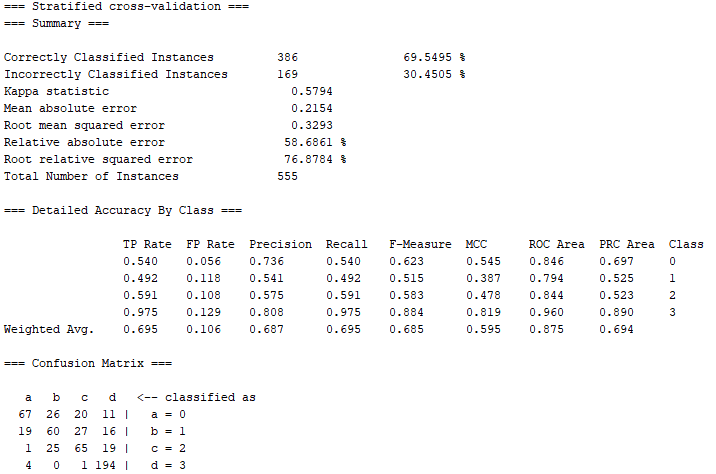 === Stratified cross-validation ===
=== Summary ===
Correctly Classified Instances 386 69.5495 %
Incorrectly Classified Instances 169 30.4505 %
Kappa statistic 0.5794
Mean absolute error 0.2154
Root mean squared error 0.3293
Relative absolute error 58.6861 %
Root relative squared error 76.8784 %
Total Number of Instances 555
=== Detailed Accuracy By Class ===
TP Rate FP Rate Precision Recall F-Measure MCC ROC Area PRC Area Class
0.540 0.056 0.736 0.540 0.623 0.545 0.846 0.697 0
0.492 0.118 0.541 0.492 0.515 0.387 0.794 0.525 1
0.591 0.108 0.575 0.591 0.583 0.478 0.844 0.523 2
0.975 0.129 0.808 0.975 0.884 0.819 0.960 0.890 3
Weighted Avg. 0.695 0.106 0.687 0.695 0.685 0.595 0.875 0.694
=== Confusion Matrix ===
a b c d <-- classified as
67 26 20 11 | a = 0
19 60 27 16 | b = 1
1 25 65 19 | c = 2
4 0 1 194 | d = 3